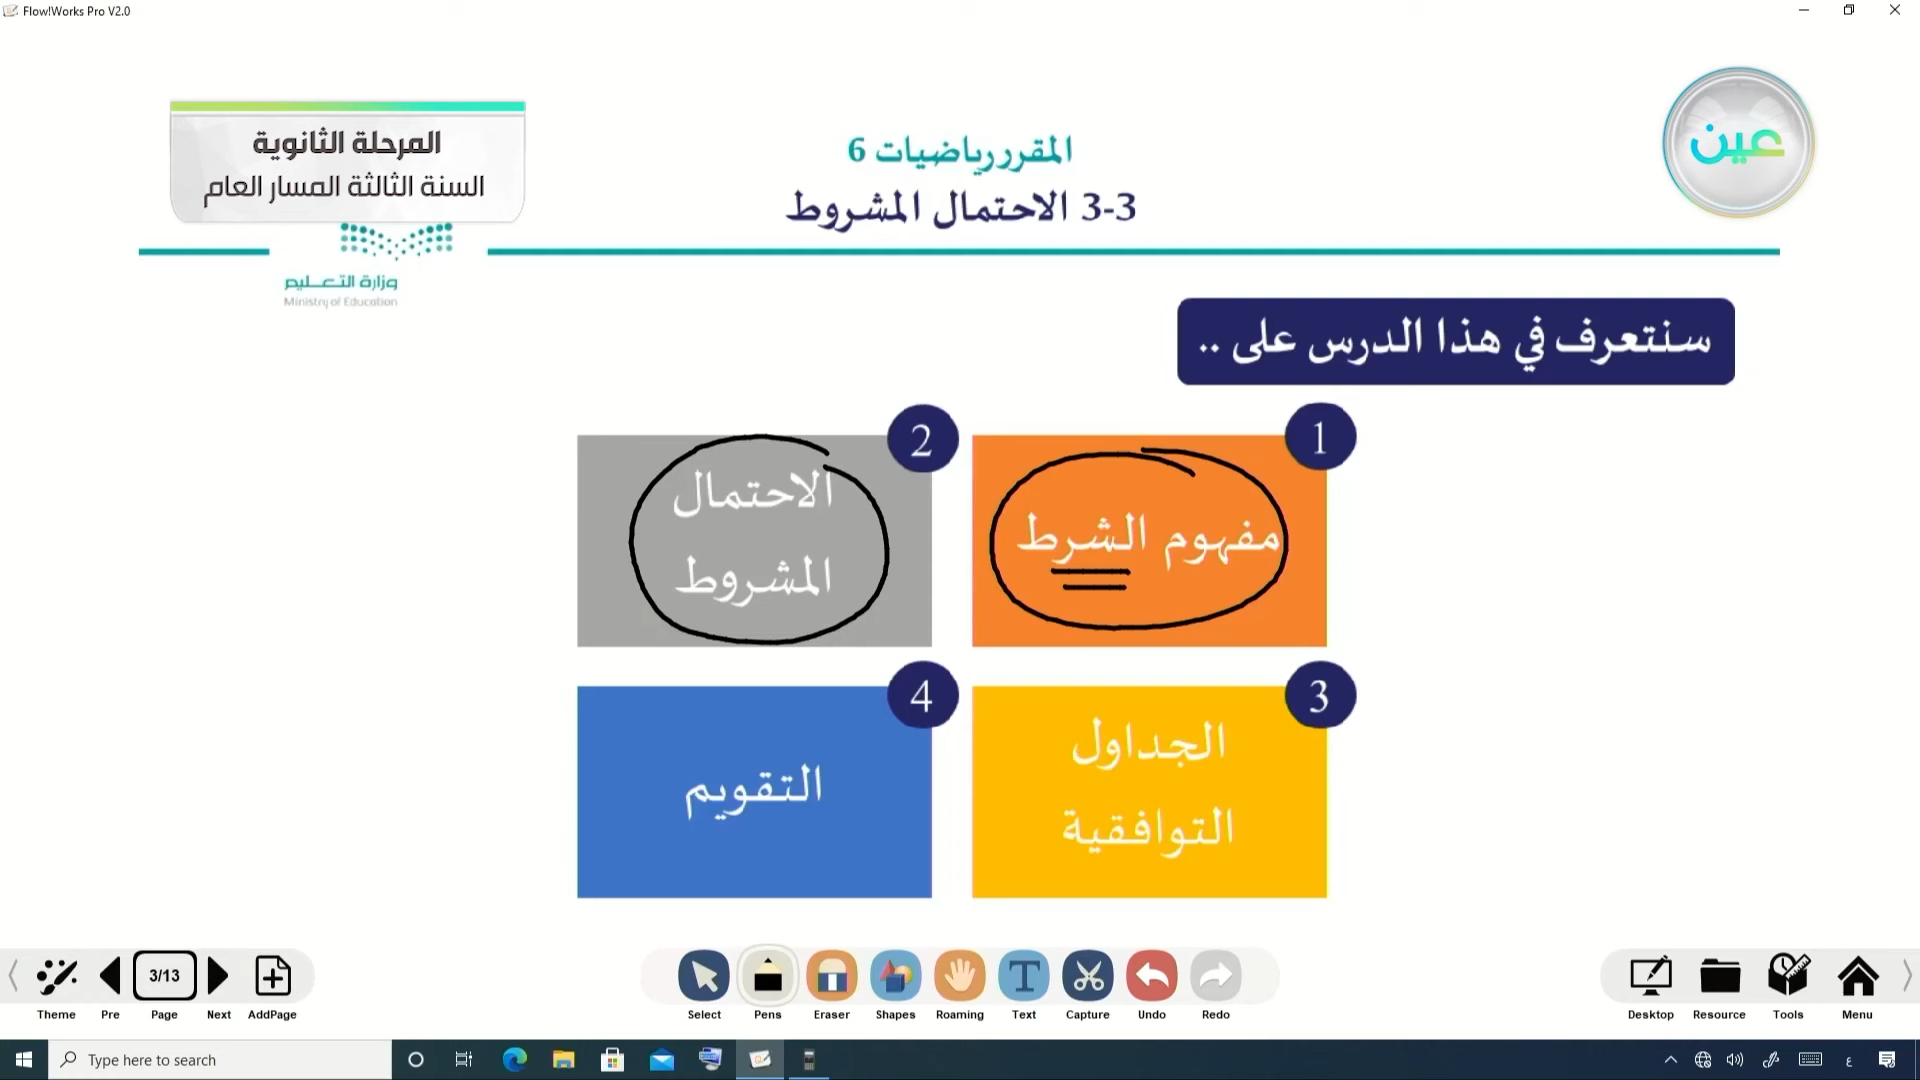 Flow!Works Pro V2.0
عين
المقرر رياضيات 6
3-3 الاحتمال المشروط
المرحلة الثانوية
السنة الثالثة المسار العام
وزارة التعليم
Ministry of Education
سنتعرف في هذا الدرس على ..
1
مفهوم الشرط
2
الاحتمال
المشروط
3
الجداول
التوافقية
4
التقويم
3/13
Theme Pre Page Next AddPage
Select Pens Eraser Shapes Roaming Text Capture Undo Redo
Desktop Resource Tools Menu
Type here to search
ع